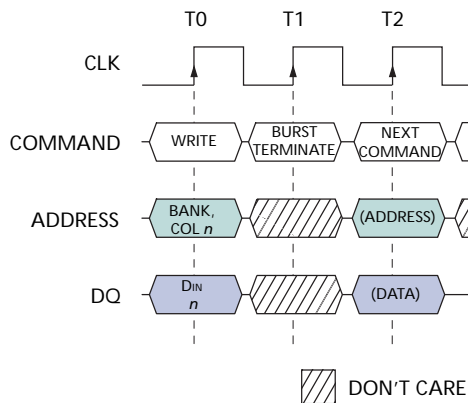 T0 T1 T2
CLK
COMMAND WRITE BURST TERMINATE NEXT COMMAND
ADDRESS BANK, COL n (ADDRESS)
DQ DIN n (DATA)
DON'T CARE